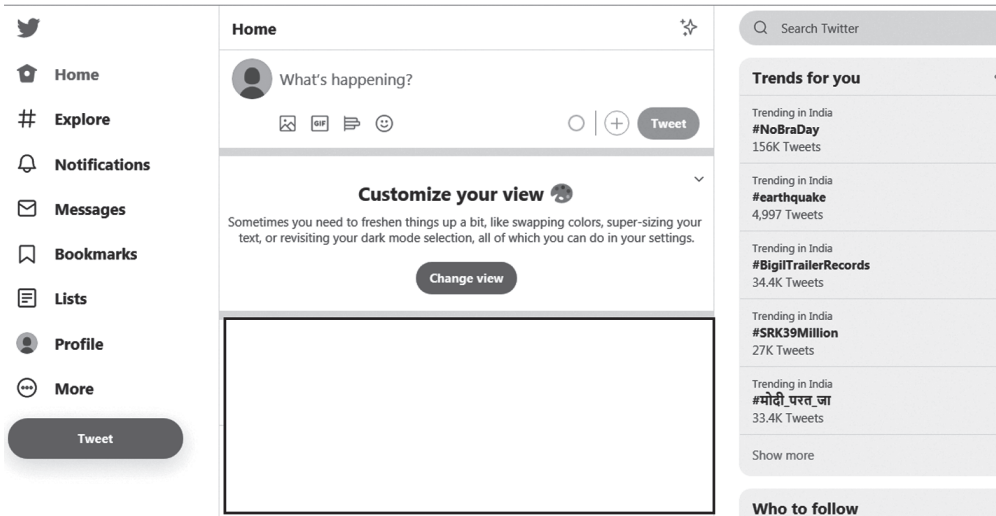 Home
Explore
Notifications
Messages
Bookmarks
Lists
Profile
More
Tweet
Home
What's happening?
GIF
Tweet
Customize your view
Sometimes you need to freshen things up a bit, like swapping colors, super-sizing your
text, or revisiting your dark mode selection, all of which you can do in your settings.
Change view
Search Twitter
Trends for you
Trending in India
#NoBraDay
156K Tweets
Trending in India
#earthquake
4,997 Tweets
Trending in India
#BigilTrailerRecords
34.4K Tweets
Trending in India
#SRK39Million
27K Tweets
Trending in India
#मोदी_परत_जा
33.4K Tweets
Show more
Who to follow